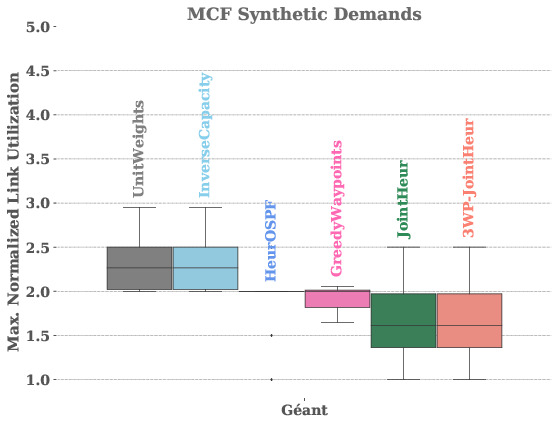 MCF Synthetic Demands
Max. Normalized Link Utilization
5.0
4.5
4.0
3.5
3.0
2.5
2.0
1.5
1.0
UnitWeights
InverseCapacity
HeurOSPF
GreedyWaypoints
JointHeur
3WP-JointHeur
Géant